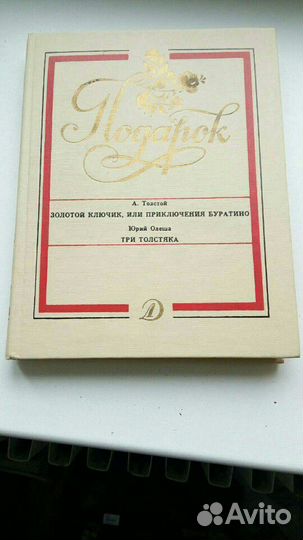 Подарок
А. Толстой
ЗОЛОТОЙ КЛЮЧИК, ИЛИ ПРИКЛЮЧЕНИЯ БУРАТИНО
Юрий Олеша
ТРИ ТОЛСТЯКА
Д
Avito